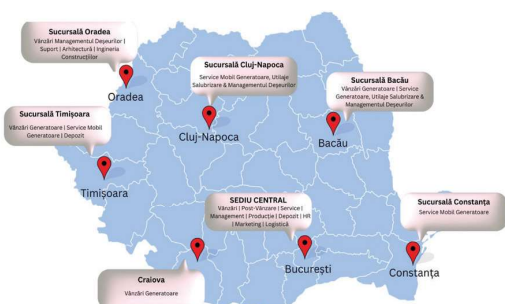 Sucursală Oradea
Vânzări Managementul Deșeurilor |
Suport | Arhitectură | Ingineria
Construcțiilor
Oradea
Sucursală Cluj-Napoca
Service Mobil Generatoare, Utilaje
Salubrizare & Managementul Deșeurilor
Cluj-Napoca
Sucursală Bacău
Vânzări Generatoare | Service
Generatoare, Utilaje Salubrizare &
Managementul Deșeurilor
Bacău
Sucursală Timișoara
Vânzări Generatoare | Service Mobil
Generatoare | Depozit
Timișoara
SEDIU CENTRAL
Vânzări | Post-Vânzare | Service |
Management | Producție | Depozit | HR
| Marketing | Logistică
București
Sucursală Constanța
Service Mobil Generatoare
Constanța
Craiova
Vânzări Generatoare